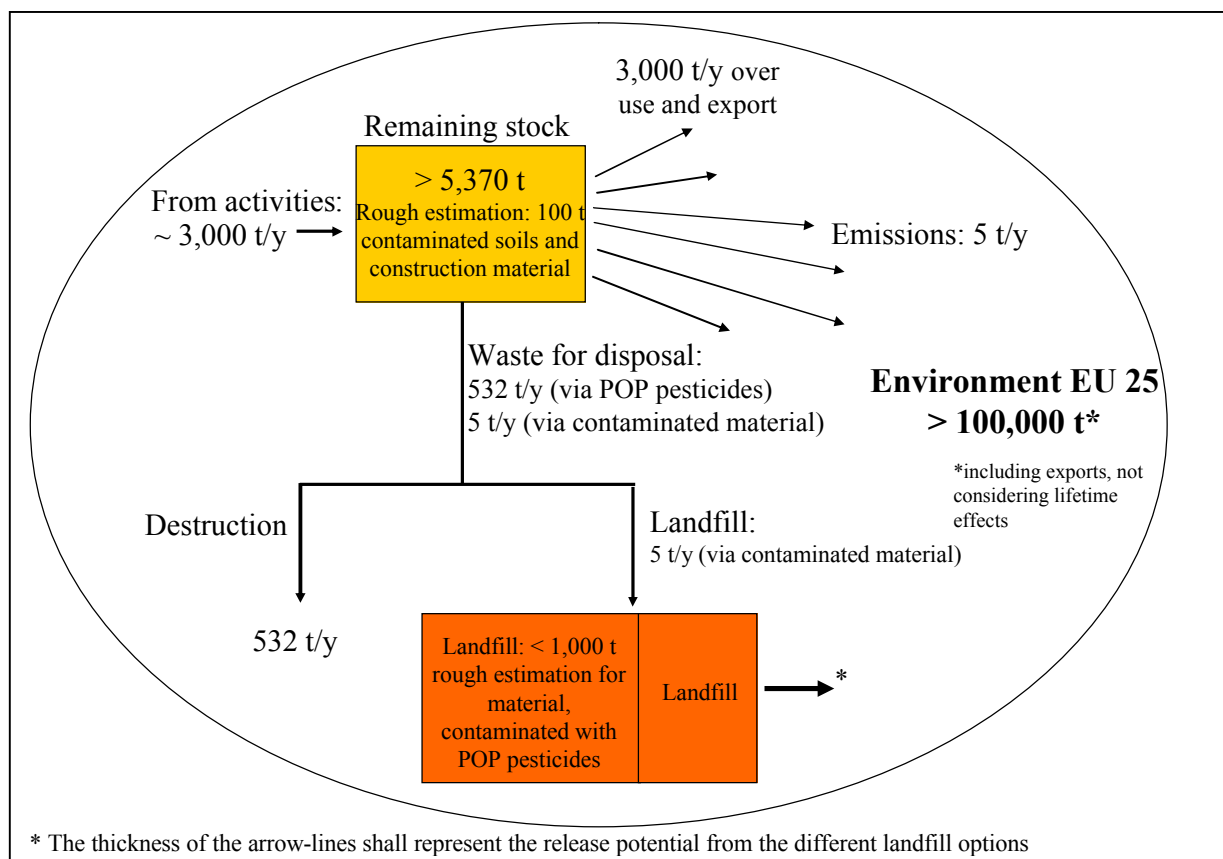 3,000 t/y over
use and export
Remaining stock
> 5,370 t
Rough estimation: 100 t
contaminated soils and
construction material
From activities:
~ 3,000 t/y
Emissions: 5 t/y
Waste for disposal:
532 t/y (via POP pesticides)
5 t/y (via contaminated material)
Environment EU 25
> 100,000 t*
*including exports, not
considering lifetime
effects
Destruction
Landfill:
5 t/y (via contaminated material)
532 t/y
Landfill: < 1,000 t
rough estimation for
material,
contaminated with
POP pesticides
Landfill
*
* The thickness of the arrow-lines shall represent the release potential from the different landfill options